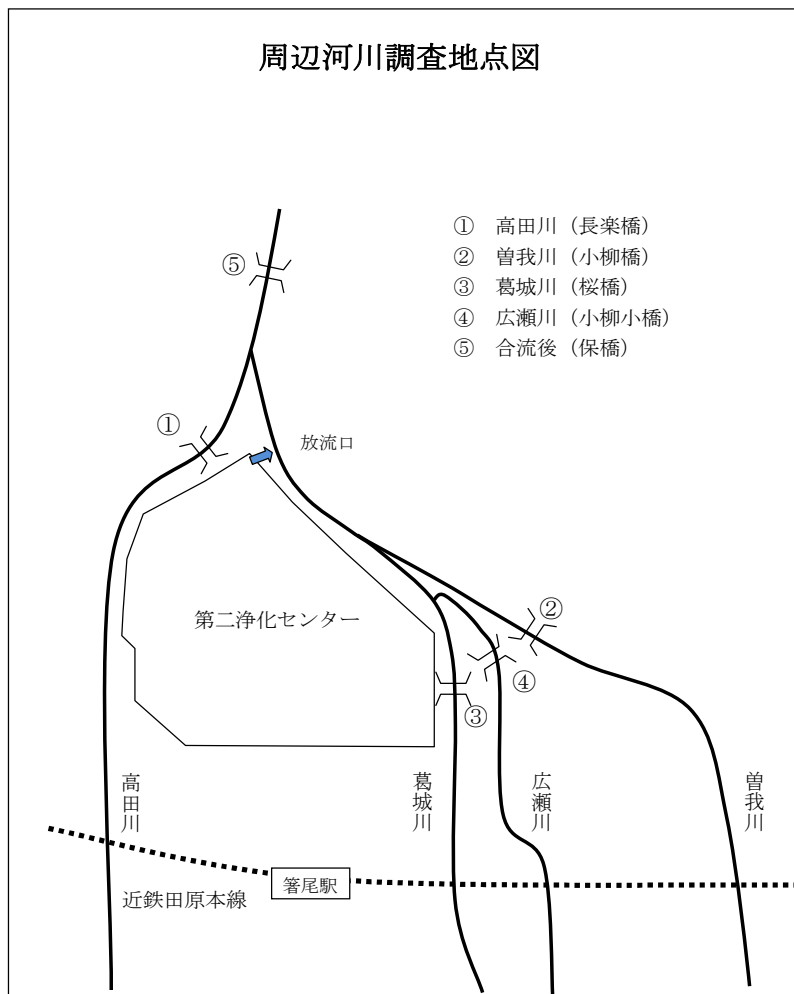 周辺河川調査地点図
① 高田川（長楽橋）
② 曽我川（小柳橋）
③ 葛城川（桜橋）
④ 広瀬川（小柳小橋）
⑤ 合流後（保橋）
⑤
①
放流口
第二浄化センター
②
④
③
高田川
葛城川
広瀬川
曽我川
箸尾駅
近鉄田原本線